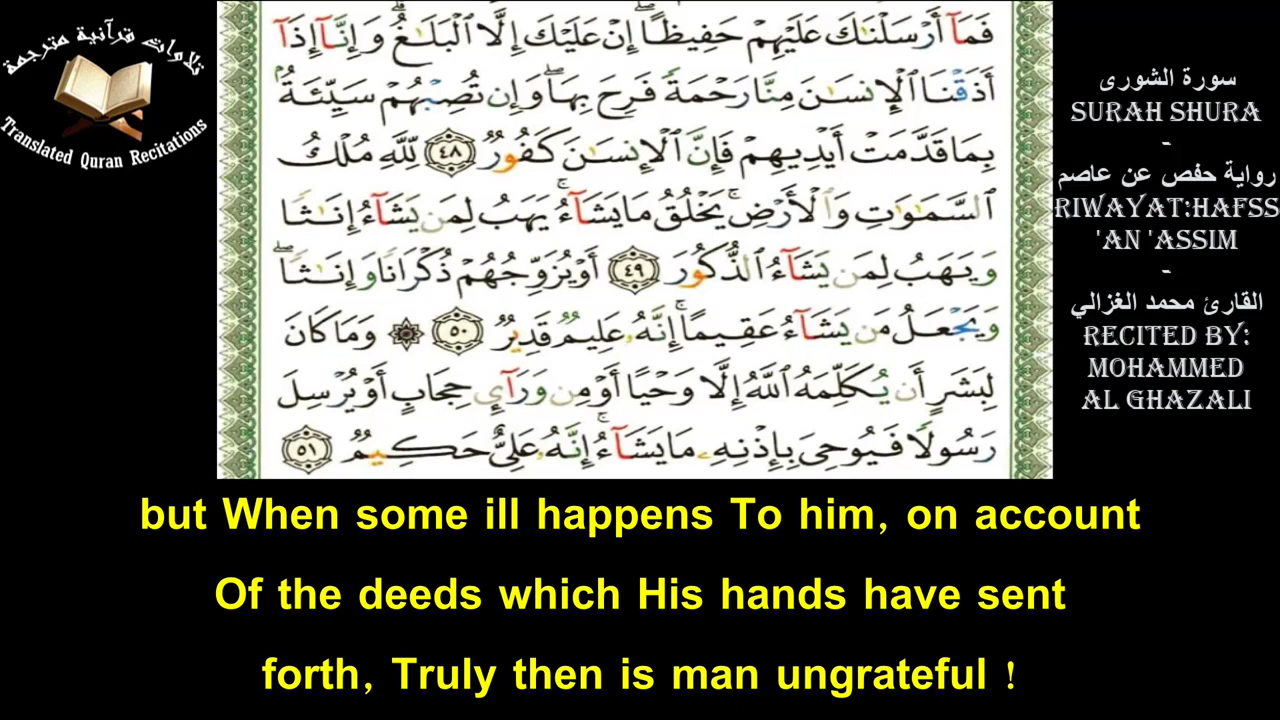 تلاوات قرآنية مترجمة
Translated Quran Recitations
فَمَآ أَرْسَلْنَٰكَ عَلَيْهِمْ حَفِيظًا ۖ إِنْ عَلَيْكَ إِلَّا ٱلْبَلَٰغُ ۗ وَإِنَّآ إِذَآ
أَذَقْنَا ٱلْإِنسَٰنَ مِنَّا رَحْمَةً فَرِحَ بِهَا ۖ وَإِن تُصِبْهُمْ سَيِّئَةٌۢ
بِمَا قَدَّمَتْ أَيْدِيهِمْ فَإِنَّ ٱلْإِنسَٰنَ كَفُورٌ ٤٨ لِّلَّهِ مُلْكُ
ٱلسَّمَٰوَٰتِ وَٱلْأَرْضِ ۚ يَخْلُقُ مَا يَشَآءُ ۚ يَهَبُ لِمَن يَشَآءُ إِنَٰثًا
وَيَهَبُ لِمَن يَشَآءُ ٱلذُّكُورَ ٤٩ أَوْ يُزَوِّجُهُمْ ذُكْرَانًا وَإِنَٰثًا ۖ
وَيَجْعَلُ مَن يَشَآءُ عَقِيمًا ۚ إِنَّهُۥ عَلِيمٌ قَدِيرٌ ٥٠ ۞ وَمَا كَانَ
لِبَشَرٍ أَن يُكَلِّمَهُ ٱللَّهُ إِلَّا وَحْيًا أَوْ مِن وَرَآئِ حِجَابٍ أَوْ يُرْسِلَ
رَسُولًا فَيُوحِىَ بِإِذْنِهِۦ مَا يَشَآءُ ۚ إِنَّهُۥ عَلِىٌّ حَكِيمٌ ٥١
سورة الشورى
SURAH SHURA
-
رواية حفص عن عاصم
RIWAYAT:HAFSS
'AN 'ASSIM
-
القارئ محمد الغزالي
RECITED BY:
MOHAMMED
AL GHAZALI
but When some ill happens To him, on account
Of the deeds which His hands have sent
forth, Truly then is man ungrateful !